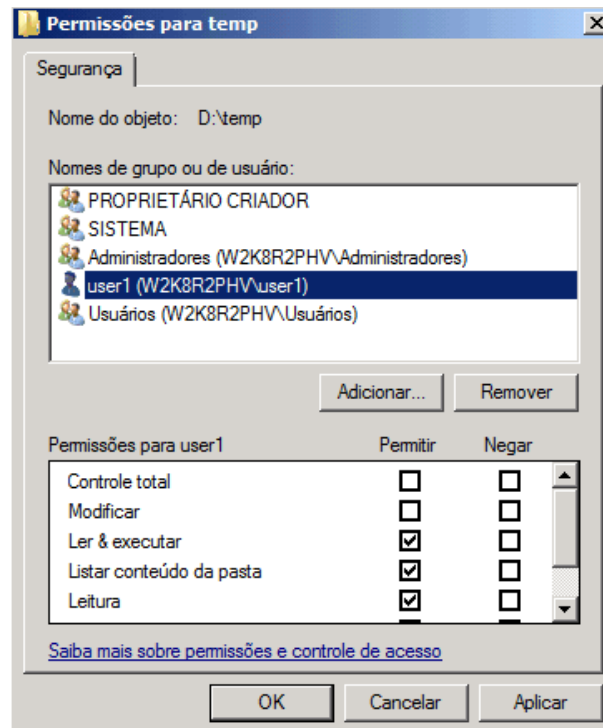 Permissões para temp
Segurança
Nome do objeto: D:\temp
Nomes de grupo ou de usuário:
PROPRIETÁRIO CRIADOR
SISTEMA
Administradores (W2K8R2PHV\Administradores)
user1 (W2K8R2PHV\user1)
Usuários (W2K8R2PHV\Usuários)
Adicionar... Remover
Permissões para user1 Permitir Negar
Controle total
Modificar
Ler & executar
Listar conteúdo da pasta
Leitura
Saiba mais sobre permissões e controle de acesso
OK Cancelar Aplicar